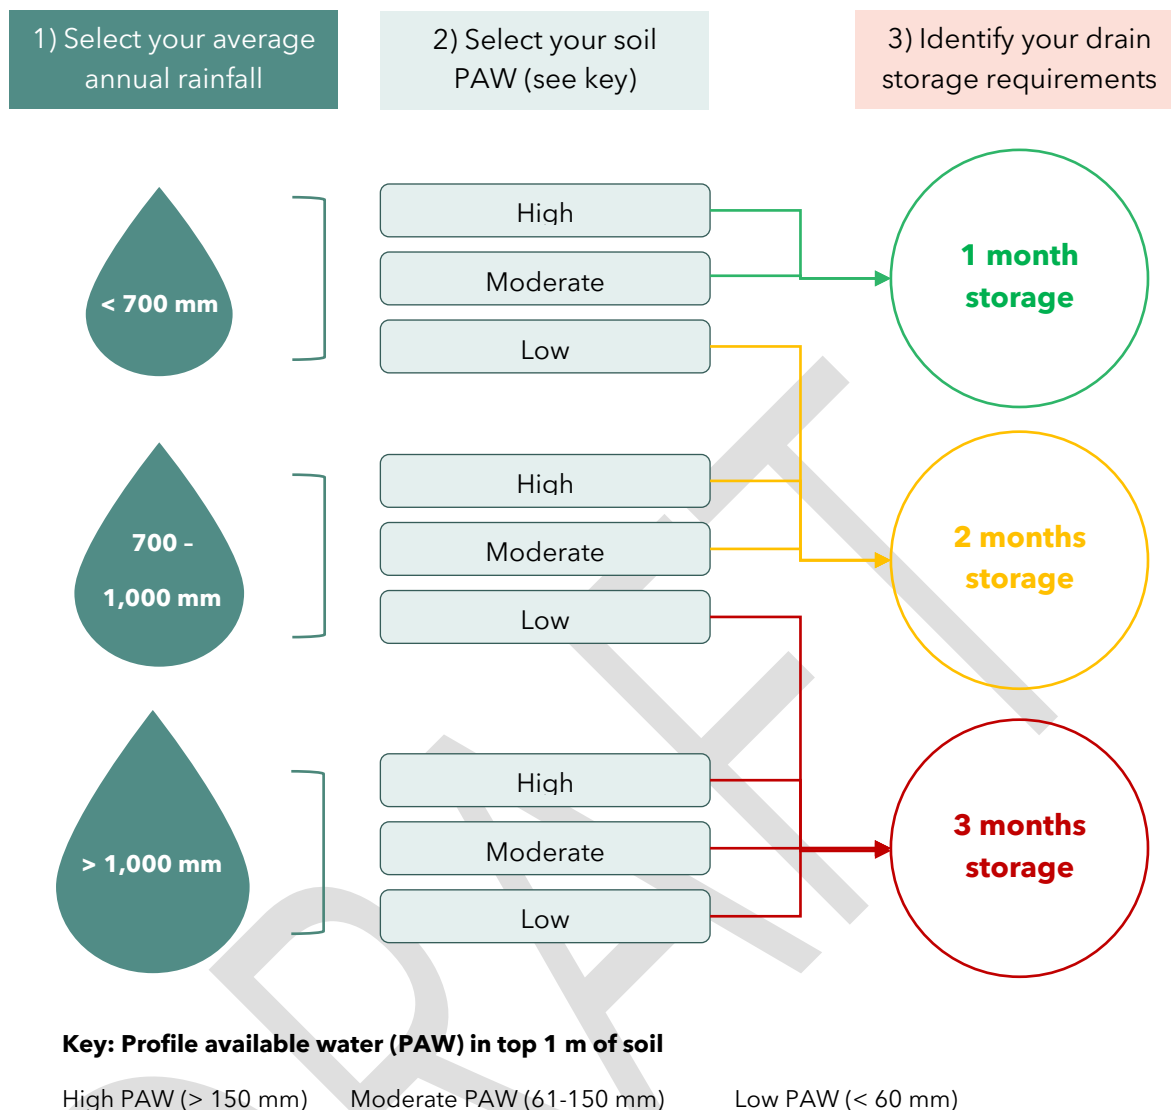 1) Select your average
annual rainfall
2) Select your soil
PAW (see key)
3) Identify your drain
storage requirements
< 700 mm
High
Moderate
Low
1 month
storage
700 –
1,000 mm
High
Moderate
Low
2 months
storage
> 1,000 mm
High
Moderate
Low
3 months
storage
DRAFT
Key: Profile available water (PAW) in top 1 m of soil
High PAW (> 150 mm) Moderate PAW (61-150 mm) Low PAW (< 60 mm)